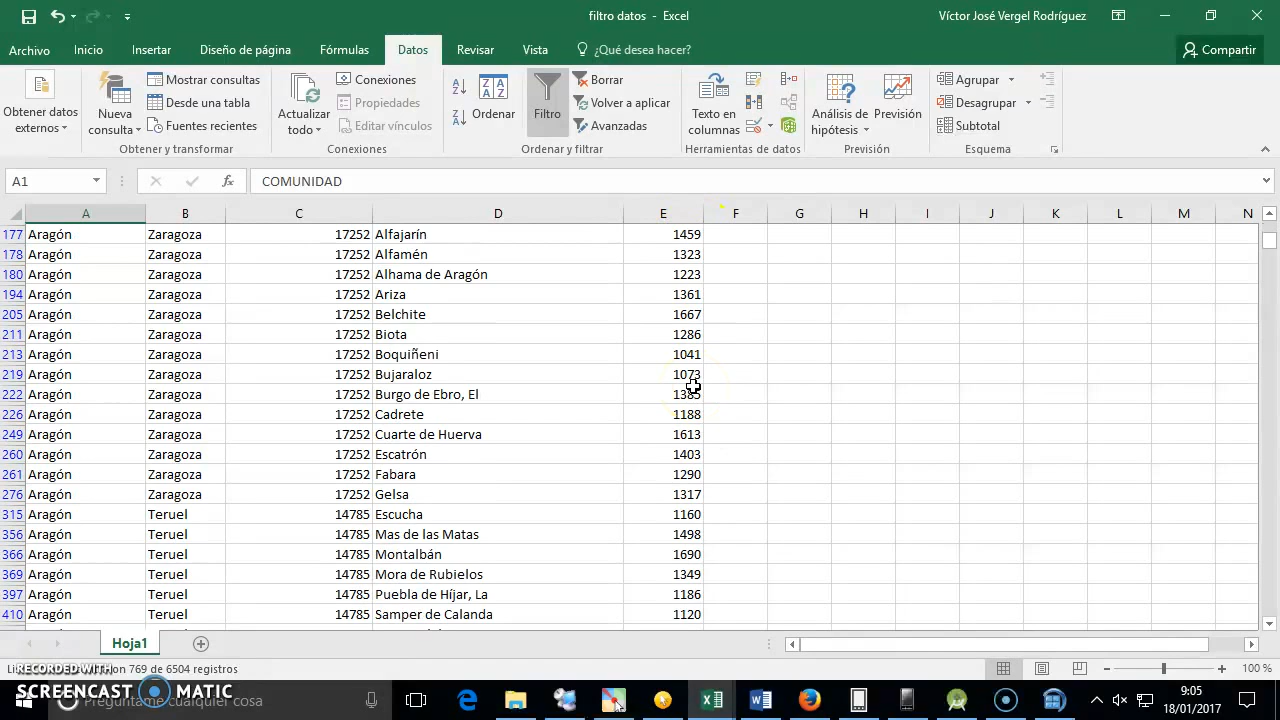 filtro datos - Excel
Víctor José Vergel Rodríguez
Archivo Inicio Insertar Diseño de página Fórmulas Datos Revisar Vista ¿Qué desea hacer? Compartir
Obtener datos externos
Nueva consulta
Mostrar consultas
Desde una tabla
Fuentes recientes
Obtener y transformar
Actualizar todo
Conexiones
Propiedades
Editar vínculos
Conexiones
Ordenar
Filtro
Borrar
Volver a aplicar
Avanzadas
Ordenar y filtrar
Texto en columnas
Herramientas de datos
Análisis de hipótesis
Previsión
Previsión
Agrupar
Desagrupar
Subtotal
Esquema
A1 fx COMUNIDAD
A B C D E F G H I J K L M N
177 Aragón Zaragoza 17252 Alfajarín 1459
178 Aragón Zaragoza 17252 Alfamén 1323
180 Aragón Zaragoza 17252 Alhama de Aragón 1223
194 Aragón Zaragoza 17252 Ariza 1361
205 Aragón Zaragoza 17252 Belchite 1667
211 Aragón Zaragoza 17252 Biota 1286
213 Aragón Zaragoza 17252 Boquiñeni 1041
219 Aragón Zaragoza 17252 Bujaraloz 1073
222 Aragón Zaragoza 17252 Burgo de Ebro, El 1385
226 Aragón Zaragoza 17252 Cadrete 1188
249 Aragón Zaragoza 17252 Cuarte de Huerva 1613
260 Aragón Zaragoza 17252 Escatrón 1403
261 Aragón Zaragoza 17252 Fabara 1290
276 Aragón Zaragoza 17252 Gelsa 1317
315 Aragón Teruel 14785 Escucha 1160
356 Aragón Teruel 14785 Mas de las Matas 1498
366 Aragón Teruel 14785 Montalbán 1690
369 Aragón Teruel 14785 Mora de Rubielos 1349
397 Aragón Teruel 14785 Puebla de Híjar, La 1186
410 Aragón Teruel 14785 Samper de Calanda 1120
Hoja1
769 de 6504 registros
100 %
RECORDED WITH
SCREENCAST MATIC
Pregúntame cualquier cosa
9:05
18/01/2017